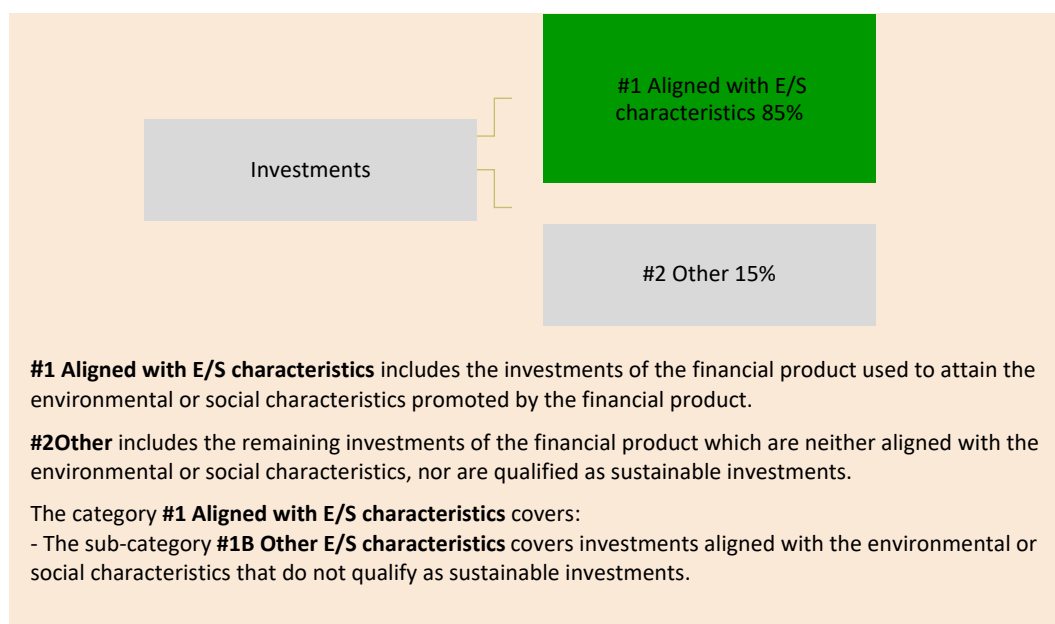 #1 Aligned with E/S
characteristics 85%
Investments
#2 Other 15%
#1 Aligned with E/S characteristics includes the investments of the financial product used to attain the
environmental or social characteristics promoted by the financial product.
#2Other includes the remaining investments of the financial product which are neither aligned with the
environmental or social characteristics, nor are qualified as sustainable investments.
The category #1 Aligned with E/S characteristics covers:
- The sub-category #1B Other E/S characteristics covers investments aligned with the environmental or
social characteristics that do not qualify as sustainable investments.